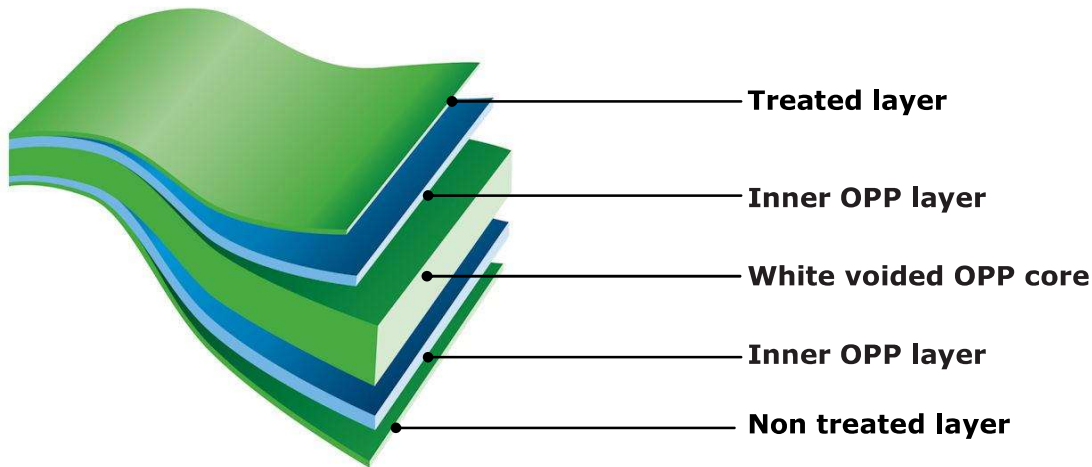 Treated layer
Inner OPP layer
White voided OPP core
Inner OPP layer
Non treated layer